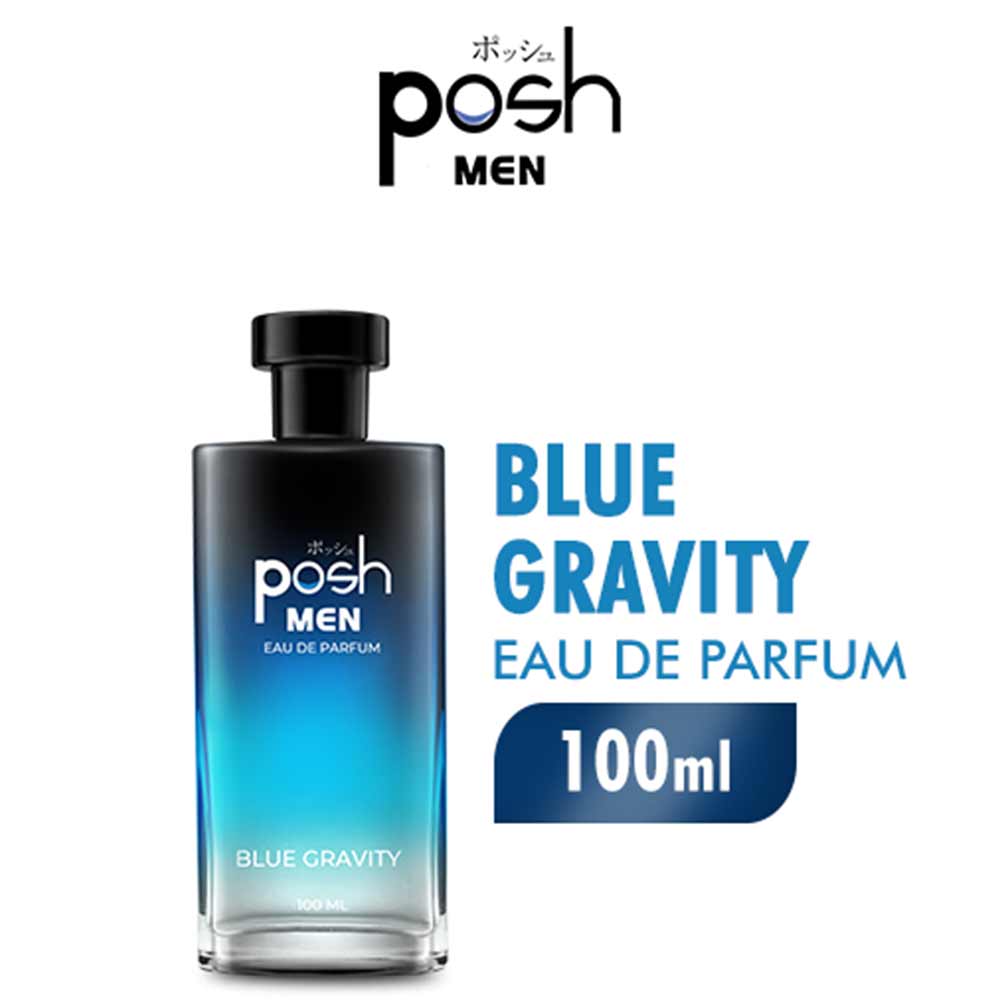 ポッシュ
posh
MEN
ポッシュ
posh
MEN
EAU DE PARFUM
BLUE GRAVITY
100 ML
BLUE
GRAVITY
EAU DE PARFUM
100ml